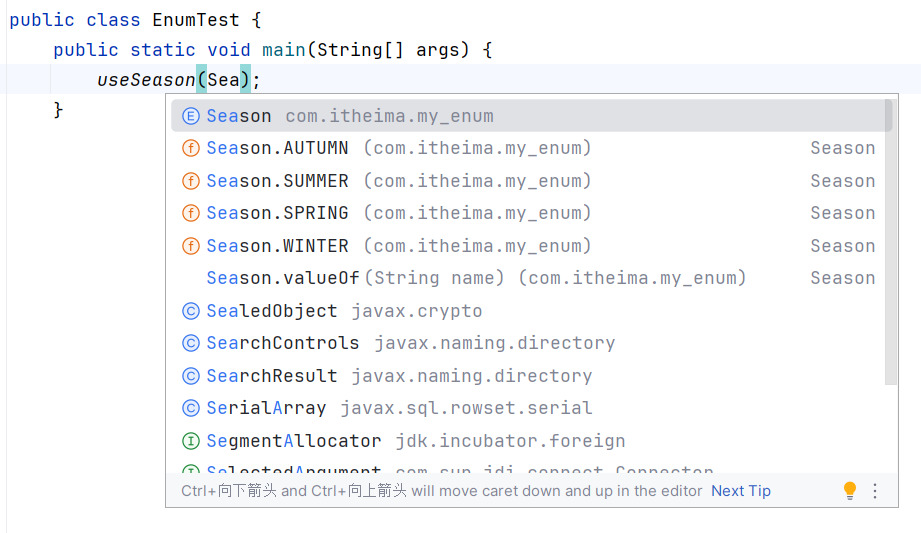 public class EnumTest {
public static void main(String[] args) {
useSeason(Sea);
}
E Season com.itheima.my_enum
f Season.AUTUMN (com.itheima.my_enum) Season
f Season.SUMMER (com.itheima.my_enum) Season
f Season.SPRING (com.itheima.my_enum) Season
f Season.WINTER (com.itheima.my_enum) Season
Season.valueOf(String name) (com.itheima.my_enum) Season
C SealedObject javax.crypto
C SearchControls javax.naming.directory
C SearchResult javax.naming.directory
C SerialArray javax.sql.rowset.serial
I SegmentAllocator jdk.incubator.foreign
I SelectedArgument com.sun.jdi.connect.Connector
Ctrl+向下箭头 and Ctrl+向上箭头 will move caret down and up in the editor Next Tip